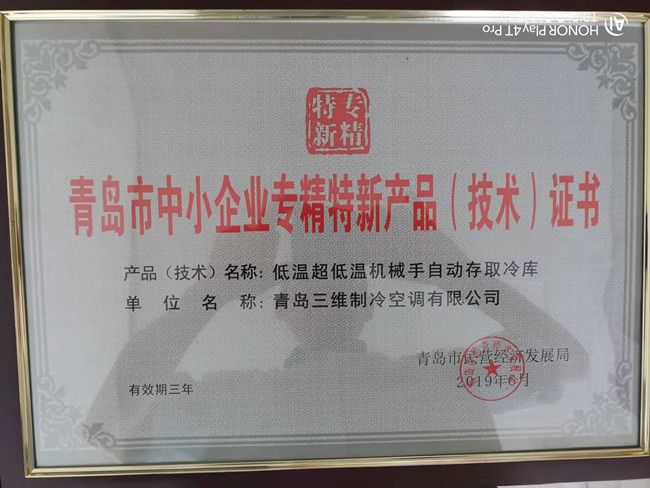 HONOR Play4T Pro
专精
特新
青岛市中小企业专精特新产品（技术）证书
产品（技术）名称：低温超低温机械手自动存取冷库
单位名称：青岛三维制冷空调有限公司
青岛市民营经济发展局
2019年6月
有效期三年